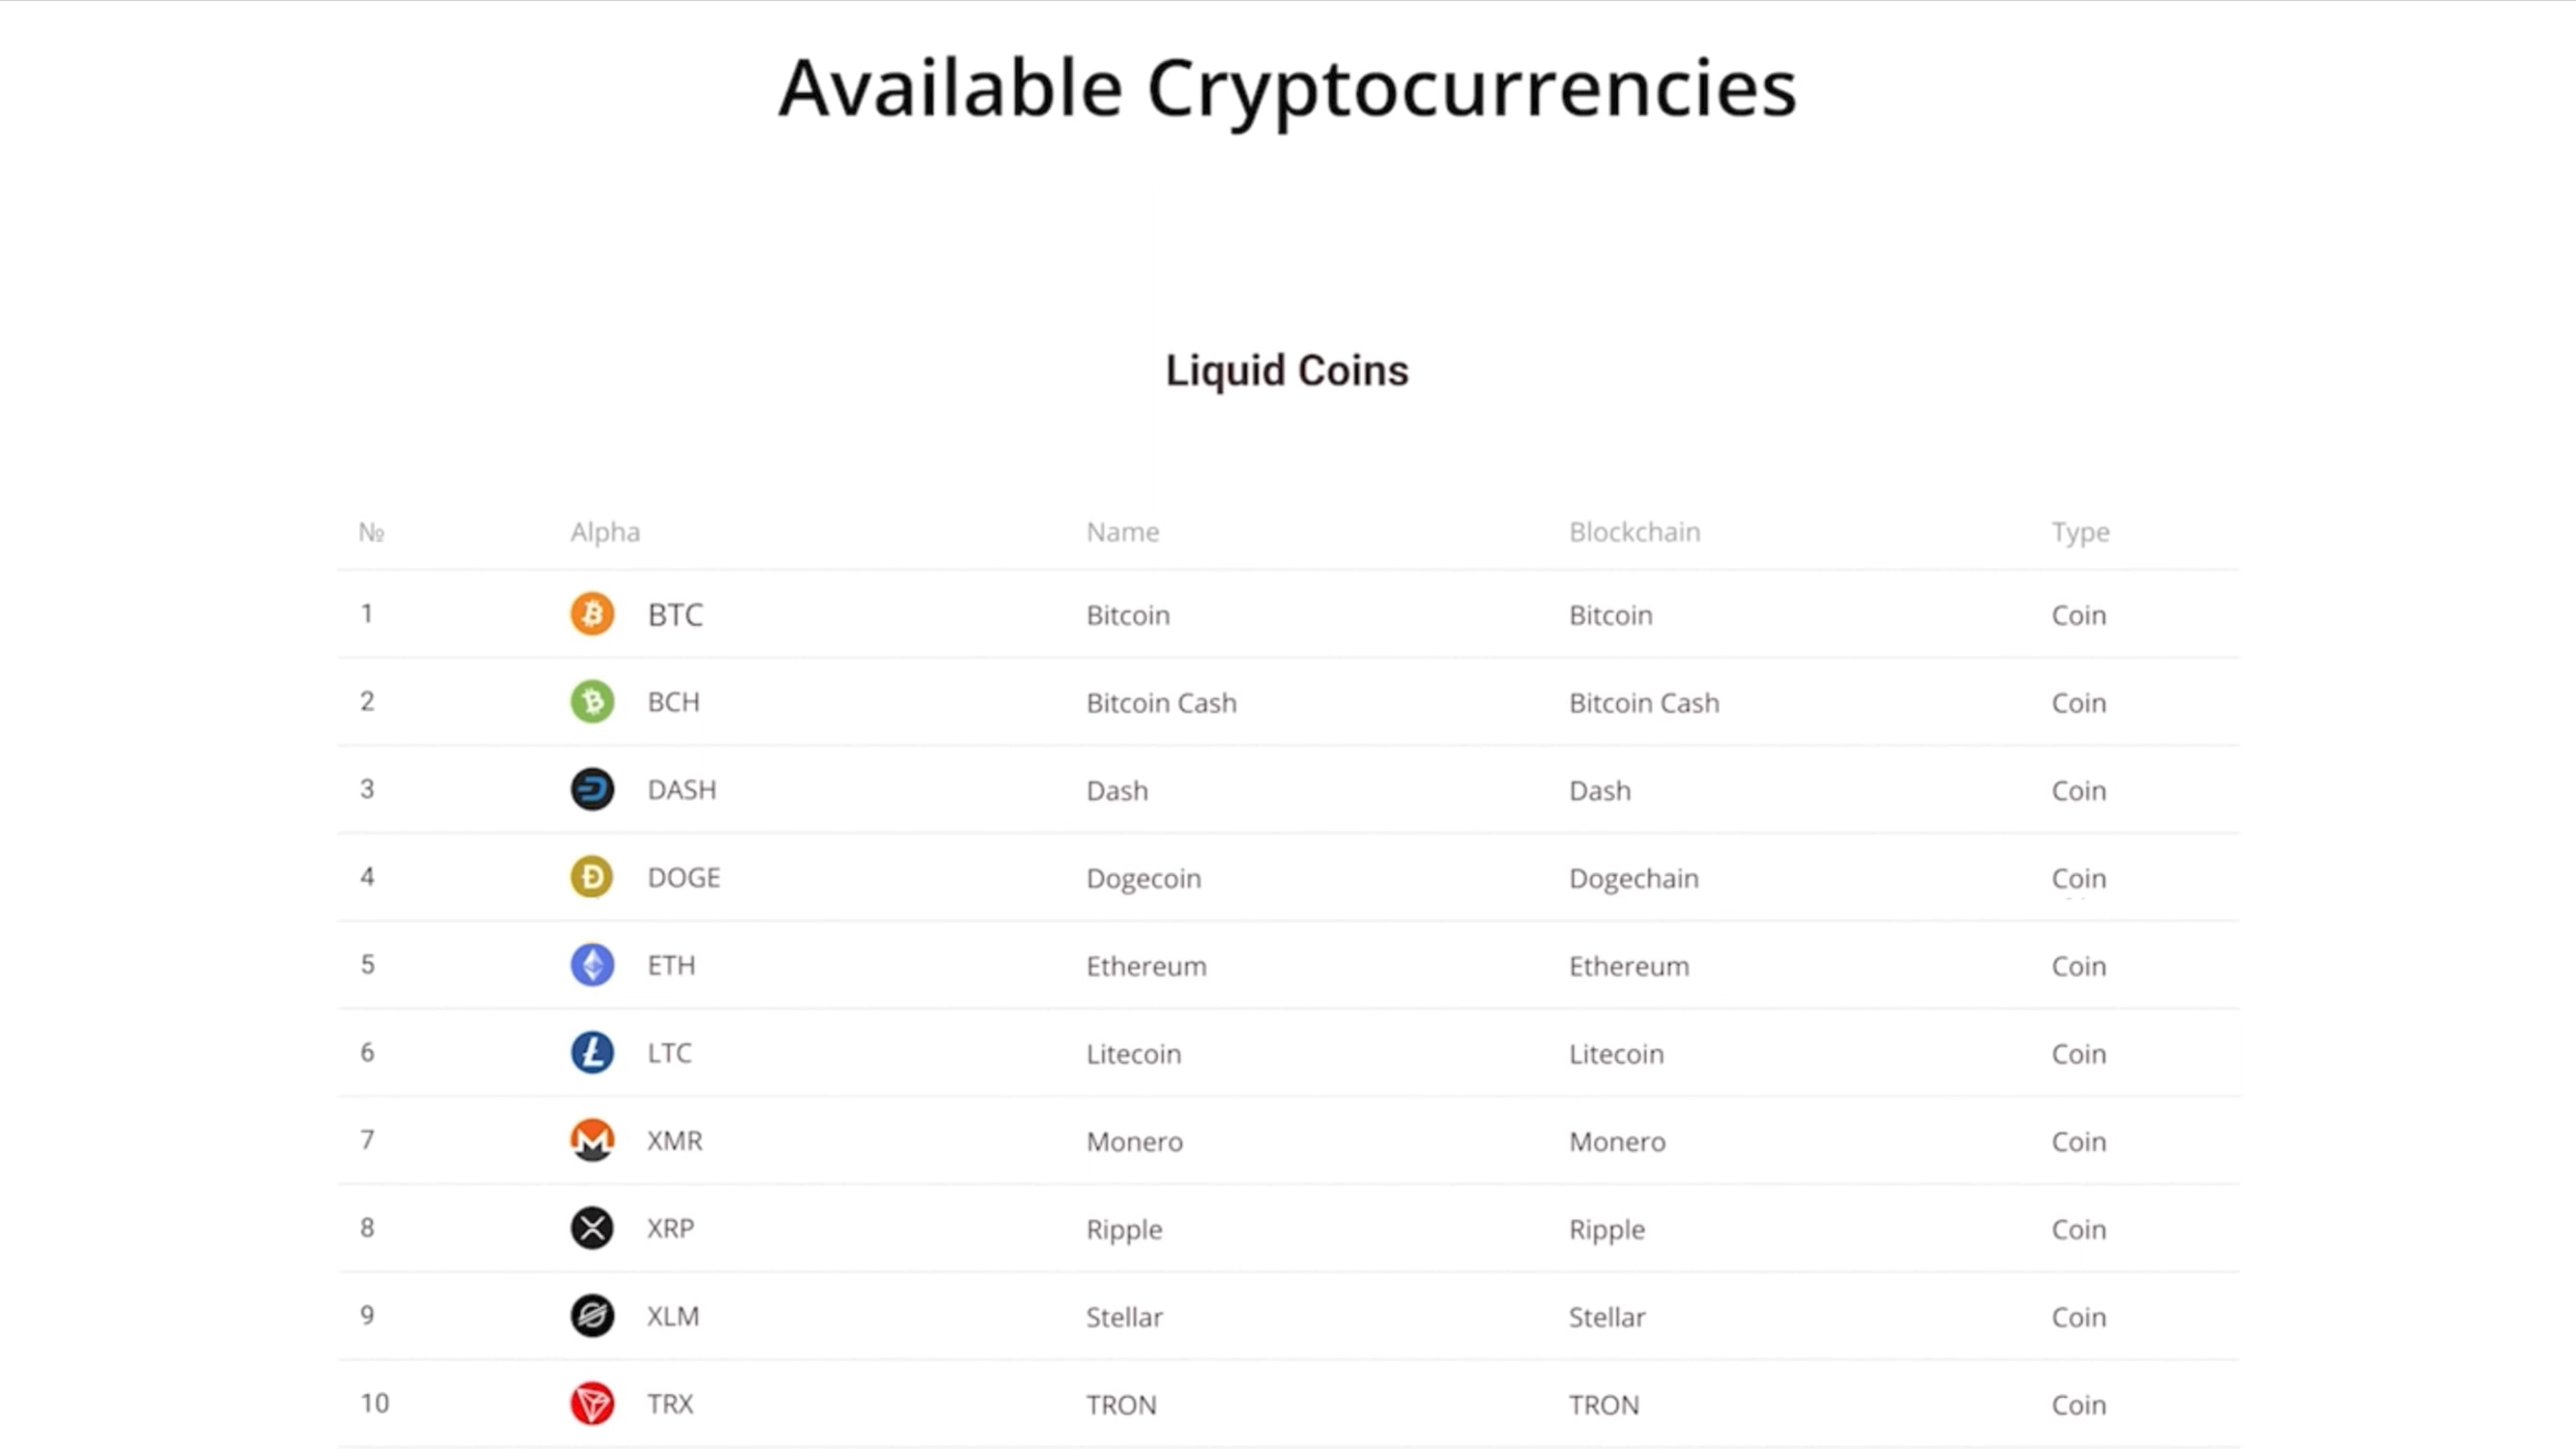 Available Cryptocurrencies
Liquid Coins
№ Alpha Name Blockchain Type
1 BTC Bitcoin Bitcoin Coin
2 BCH Bitcoin Cash Bitcoin Cash Coin
3 DASH Dash Dash Coin
4 DOGE Dogecoin Dogechain Coin
5 ETH Ethereum Ethereum Coin
6 LTC Litecoin Litecoin Coin
7 XMR Monero Monero Coin
8 XRP Ripple Ripple Coin
9 XLM Stellar Stellar Coin
10 TRX TRON TRON Coin